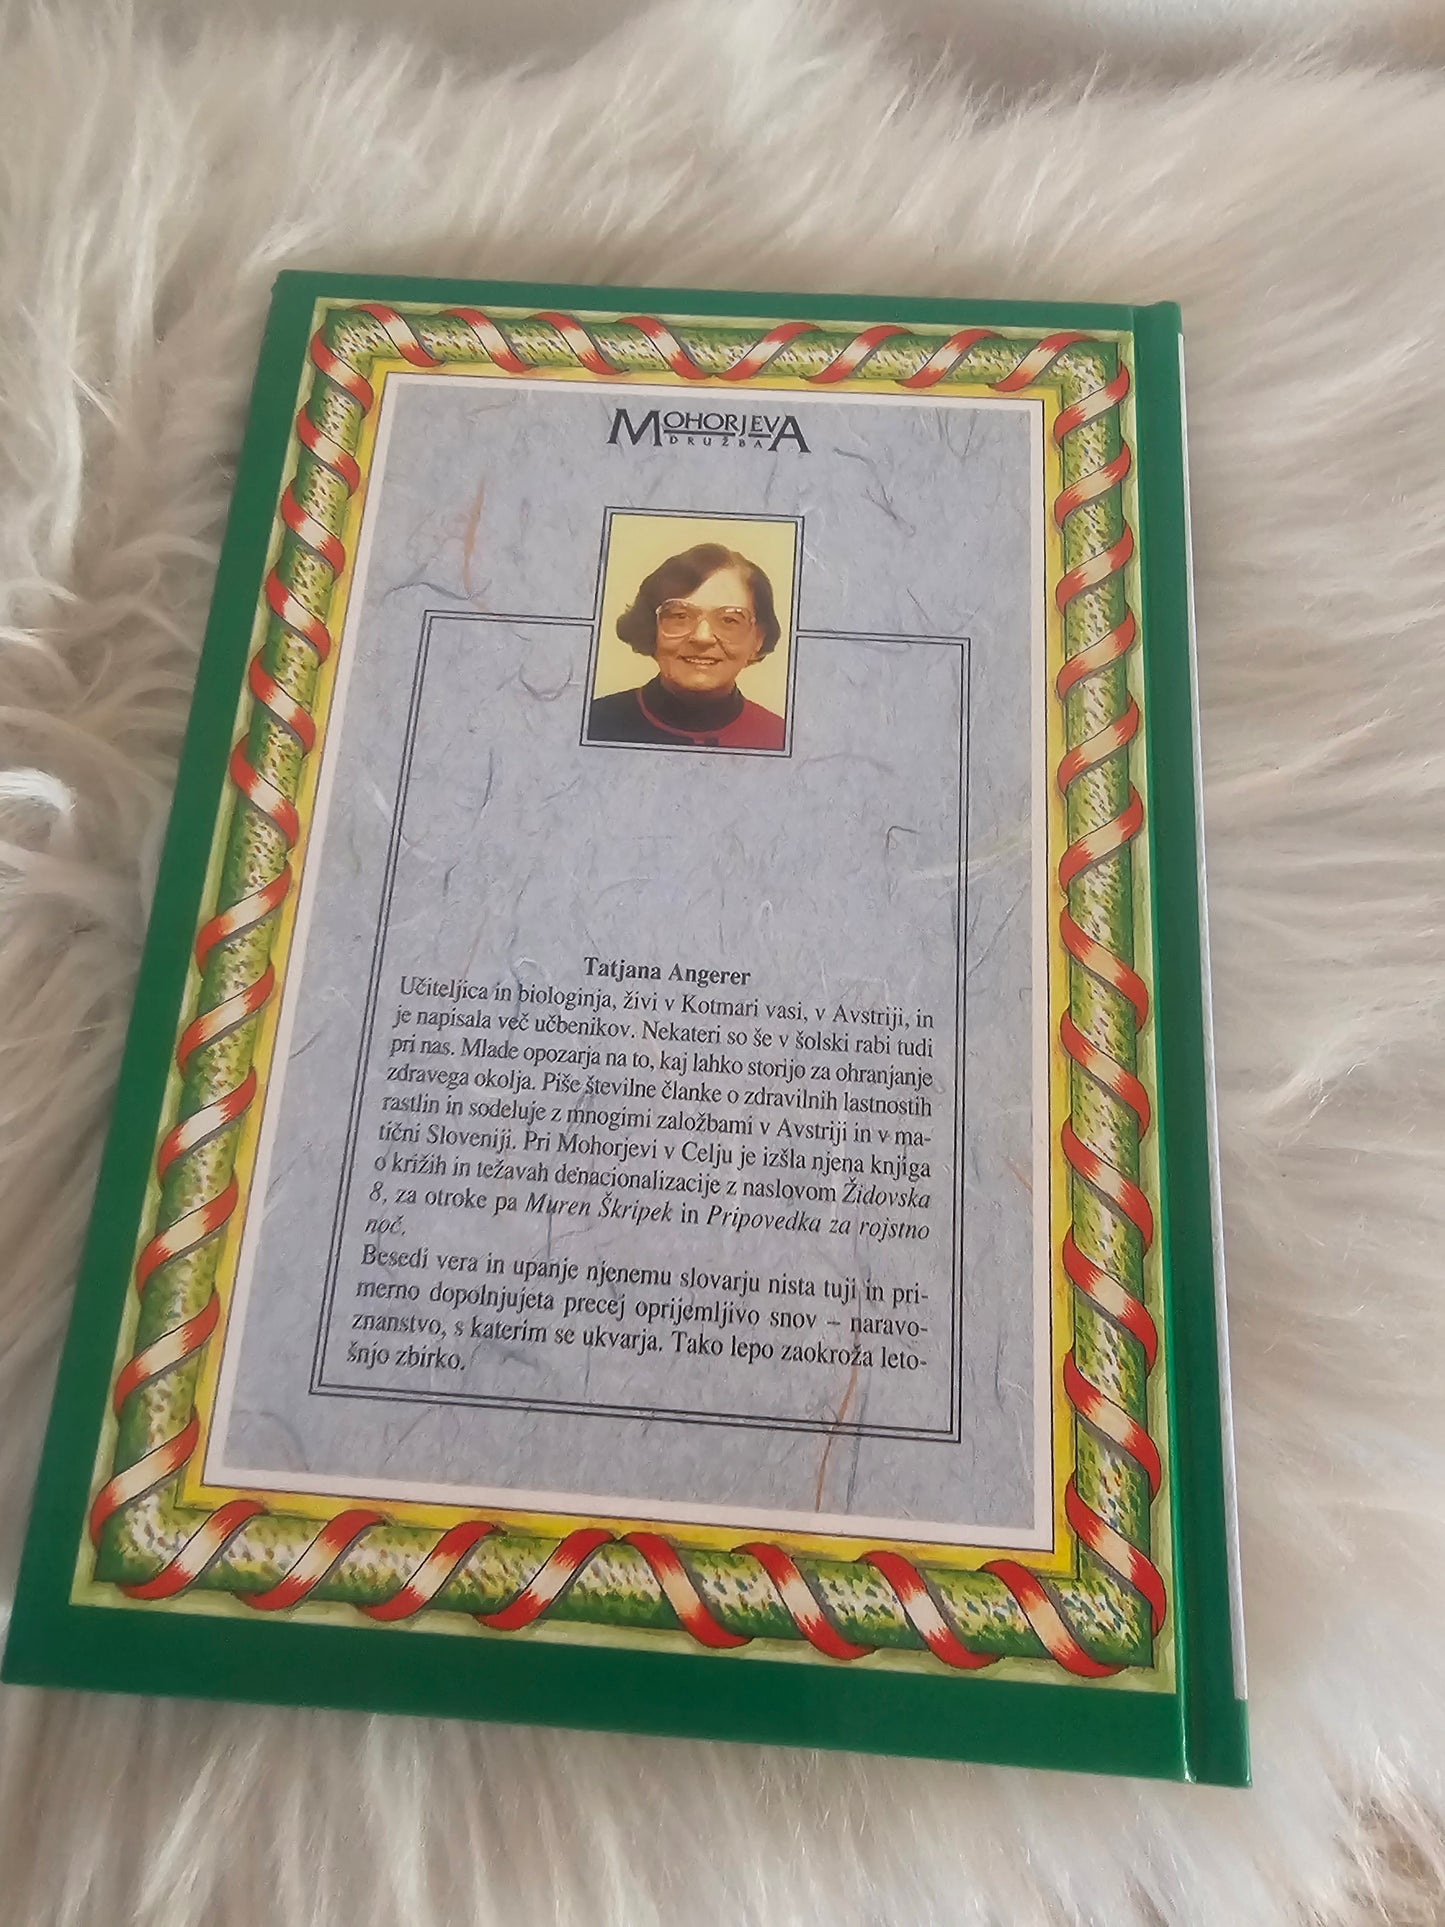 MOHORJEVA
DRUŽBA
Tatjana Angerer
Učiteljica in biologinja, živi v Kotmari vasi, v Avstriji, in
je napisala več učbenikov. Nekateri so še v šolski rabi tudi
pri nas. Mlade opozarja na to, kaj lahko storijo za ohranjanje
zdravega okolja. Piše številne članke o zdravilnih lastnostih
rastlin in sodeluje z mnogimi založbami v Avstriji in v ma-
tični Sloveniji. Pri Mohorjevi v Celju je izšla njena knjiga
o križih in težavah denacionalizacije z naslovom Židovska
8, za otroke pa Muren Škripek in Pripovedka za rojstno
noč.
Besedi vera in upanje njenemu slovarju nista tuji in pri-
merno dopolnjujeta precej oprijemljivo snov – naravo-
znanstvo, s katerim se ukvarja. Tako lepo zaokroža leto-
šnjo zbirko.